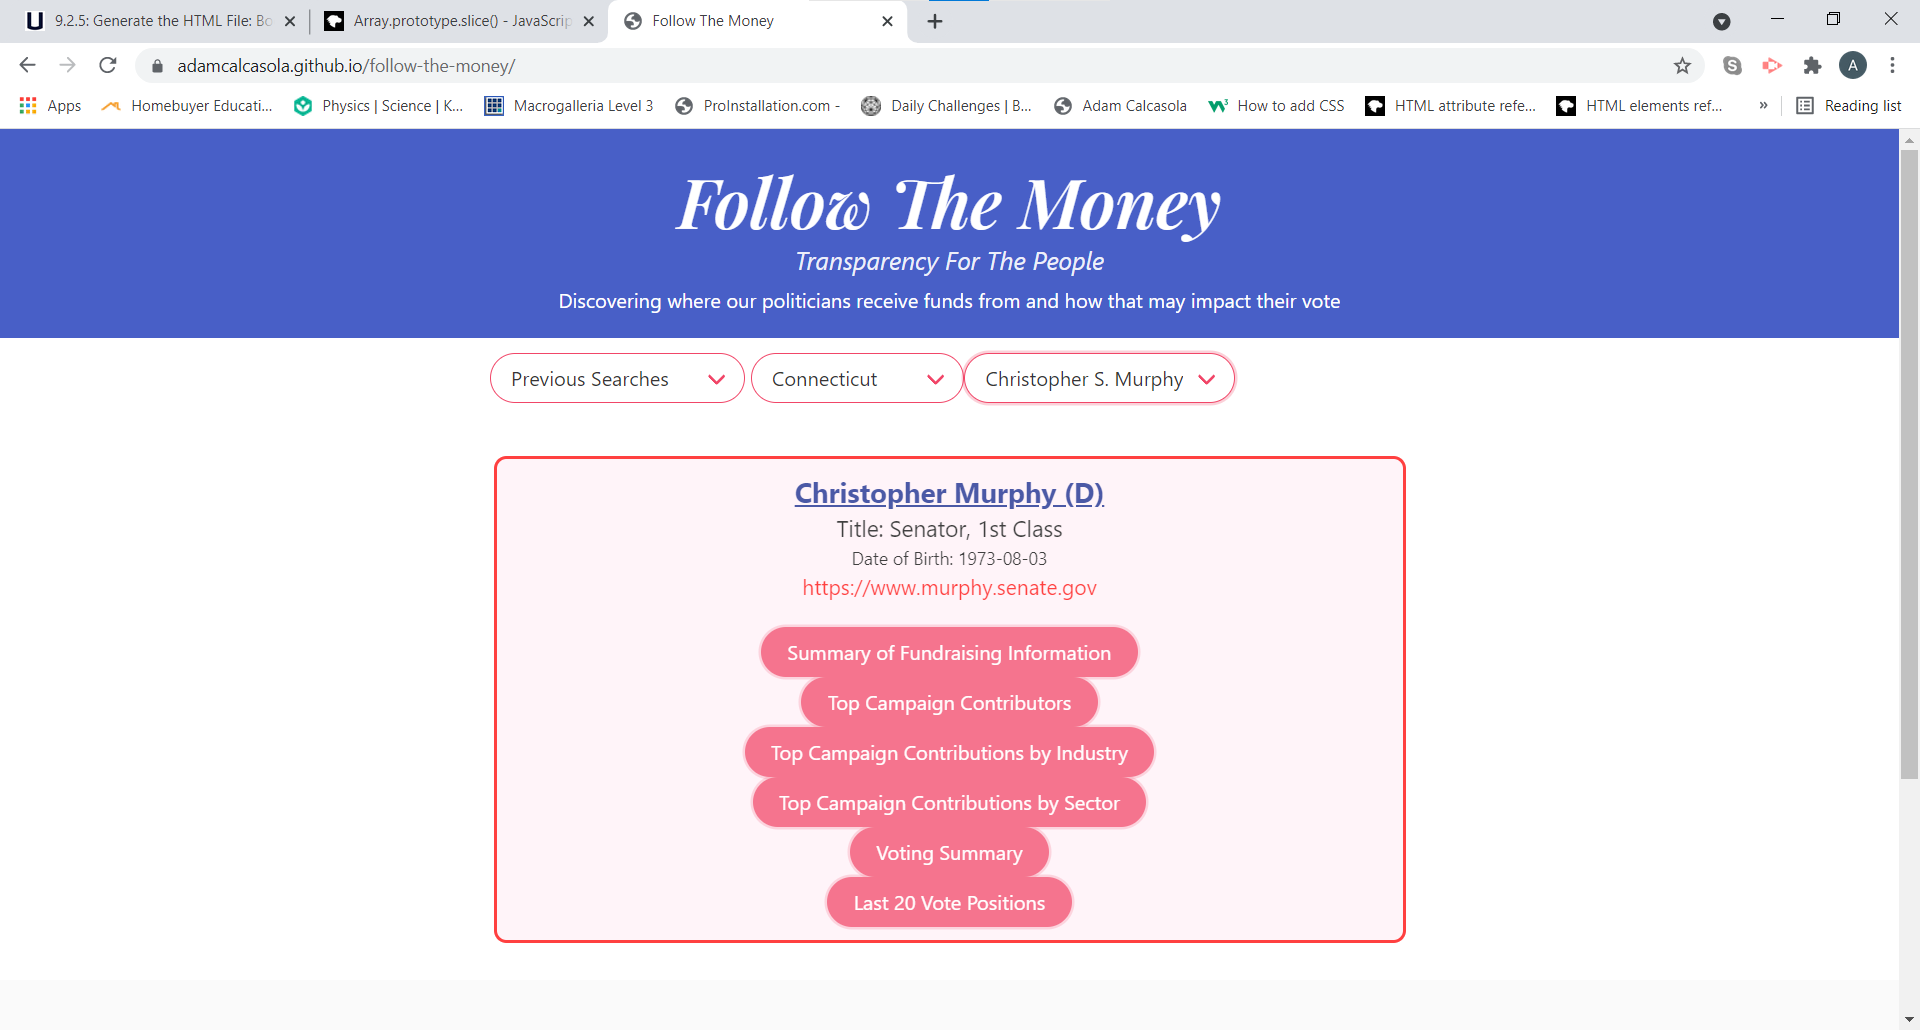 9.2.5: Generate the HTML File: Bo
Array.prototype.slice() - JavaScrip
Follow The Money
adamcalcasola.github.io/follow-the-money/
A
Apps
Homebuyer Educati...
Physics | Science | K...
Macrogalleria Level 3
ProInstallation.com -
Daily Challenges | B...
Adam Calcasola
How to add CSS
HTML attribute refe...
HTML elements ref...
»
Reading list
Follow The Money
Transparency For The People
Discovering where our politicians receive funds from and how that may impact their vote
Previous Searches
Connecticut
Christopher S. Murphy
Christopher Murphy (D)
Title: Senator, 1st Class
Date of Birth: 1973-08-03
https://www.murphy.senate.gov
Summary of Fundraising Information
Top Campaign Contributors
Top Campaign Contributions by Industry
Top Campaign Contributions by Sector
Voting Summary
Last 20 Vote Positions